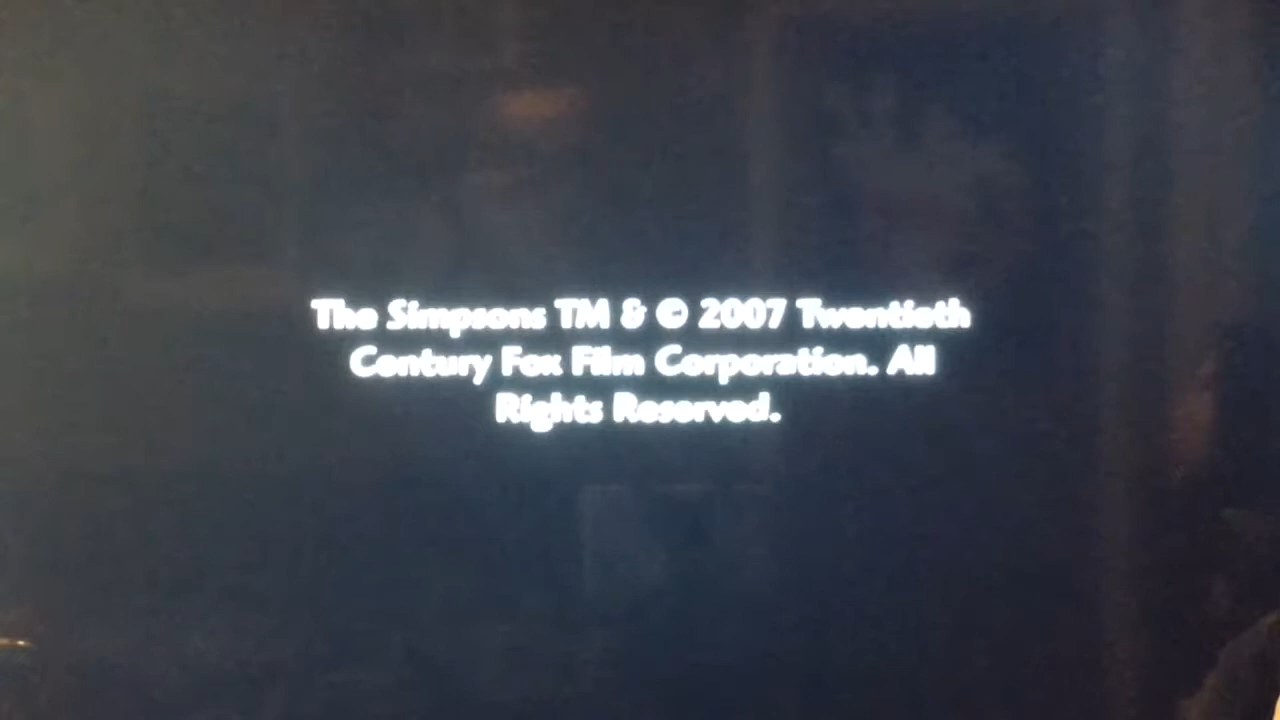 The Simpsons TM & © 2007 Twentieth
Century Fox Film Corporation. All
Rights Reserved.